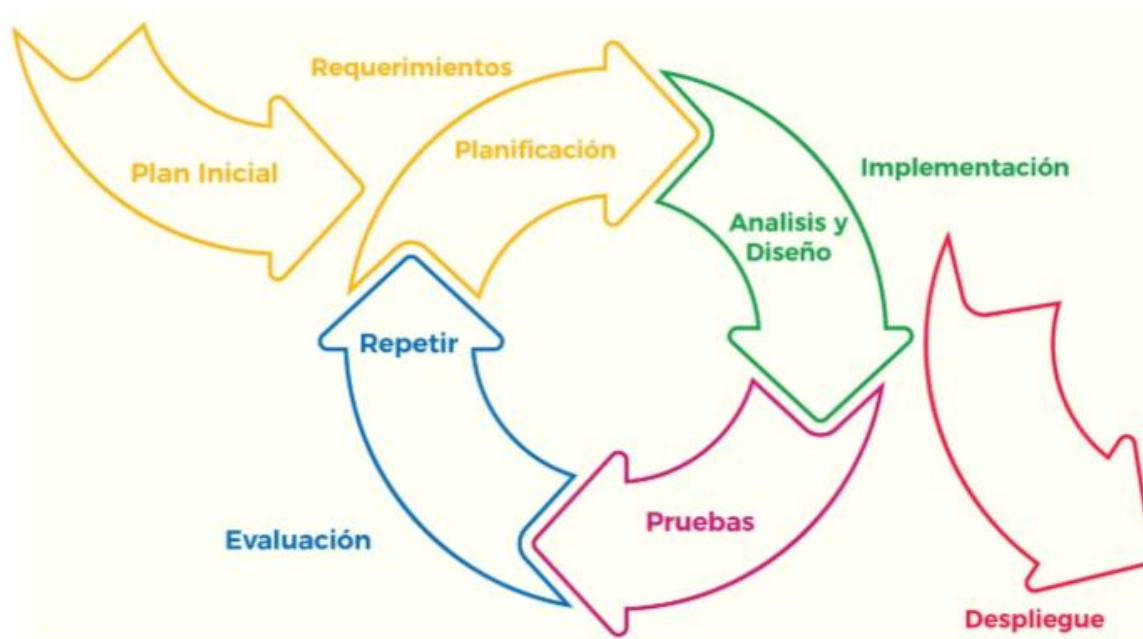 Requerimientos
Planificación
Plan Inicial
Implementación
Analisis y
Diseño
Repetir
Pruebas
Evaluación
Despliegue